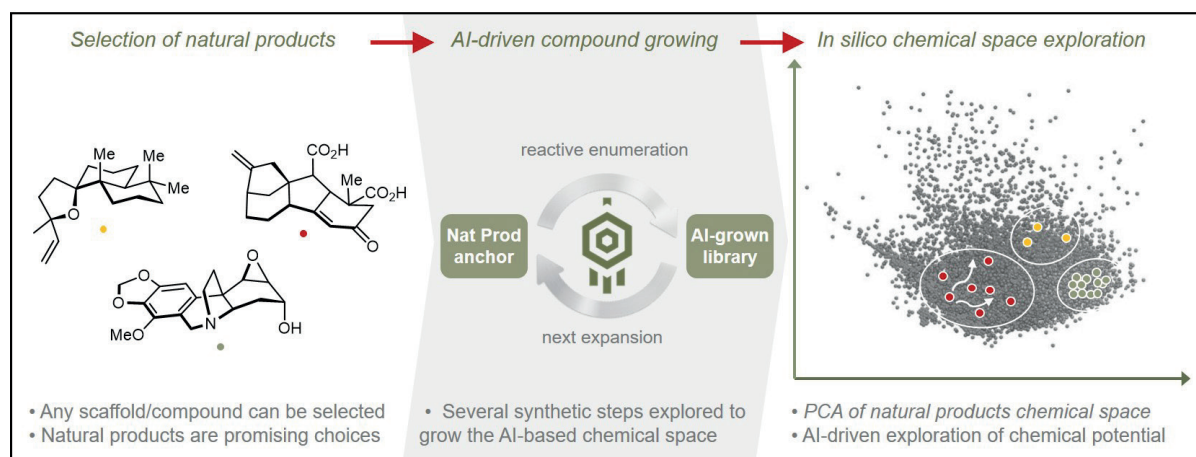 Selection of natural products
AI-driven compound growing
In silico chemical space exploration
Me
Me
Me
O
Me
CO₂H
Me
CO₂H
O
O
O
MeO
N
O
OH
reactive enumeration
Nat Prod
anchor
AI-grown
library
next expansion
• Any scaffold/compound can be selected
• Natural products are promising choices
• Several synthetic steps explored to
grow the AI-based chemical space
• PCA of natural products chemical space
• AI-driven exploration of chemical potential